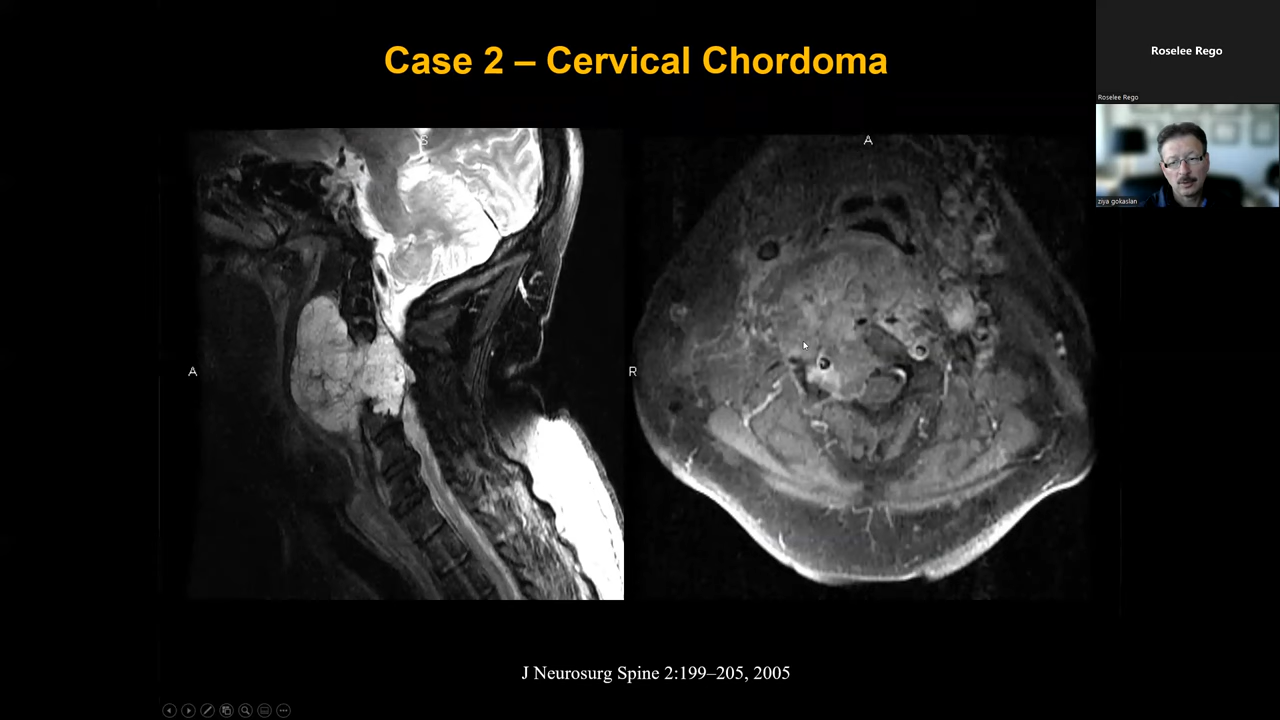 Case 2 – Cervical Chordoma
Roselee Rego
Roselee Rego
ziya gokaslan
S
A
A
R
J Neurosurg Spine 2:199–205, 2005